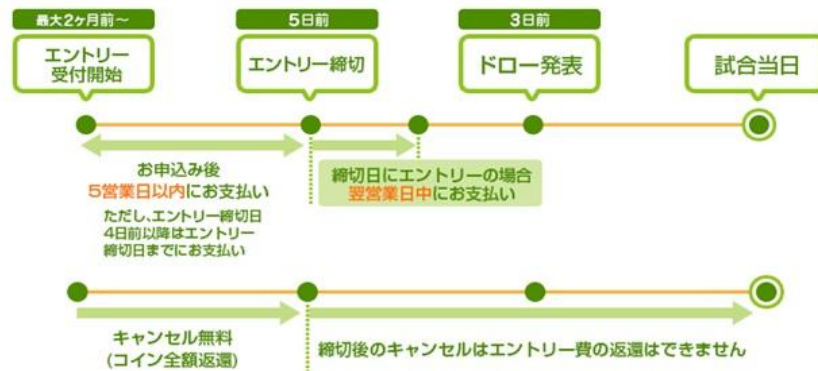 最大2ヶ月前～
5日前
3日前
エントリー
受付開始
エントリー締切
ドロー発表
試合当日
お申込み後
5営業日以内にお支払い
ただし、エントリー締切日
4日前以降はエントリー
締切日までにお支払い
締切日にエントリーの場合
翌営業日中にお支払い
キャンセル無料
(コイン全額返還)
締切後のキャンセルはエントリー費の返還はできません